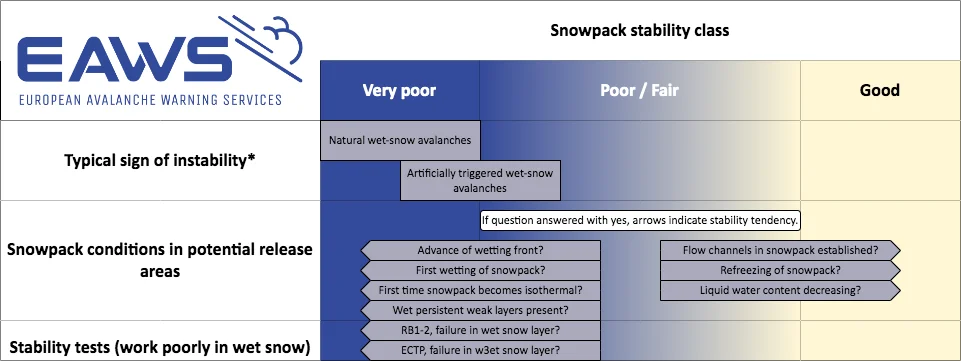 EAWS
EUROPEAN AVALANCHE WARNING SERVICES
Snowpack stability class
Very poor
Poor / Fair
Good
Typical sign of instability*
Natural wet-snow avalanches
Artificially triggered wet-snow
avalanches
If question answered with yes, arrows indicate stability tendency.
Snowpack conditions in potential release
areas
Advance of wetting front?
First wetting of snowpack?
First time snowpack becomes isothermal?
Wet persistent weak layers present?
Flow channels in snowpack established?
Refreezing of snowpack?
Liquid water content decreasing?
Stability tests (work poorly in wet snow)
RB1-2, failure in wet snow layer?
ECTP, failure in w3et snow layer?